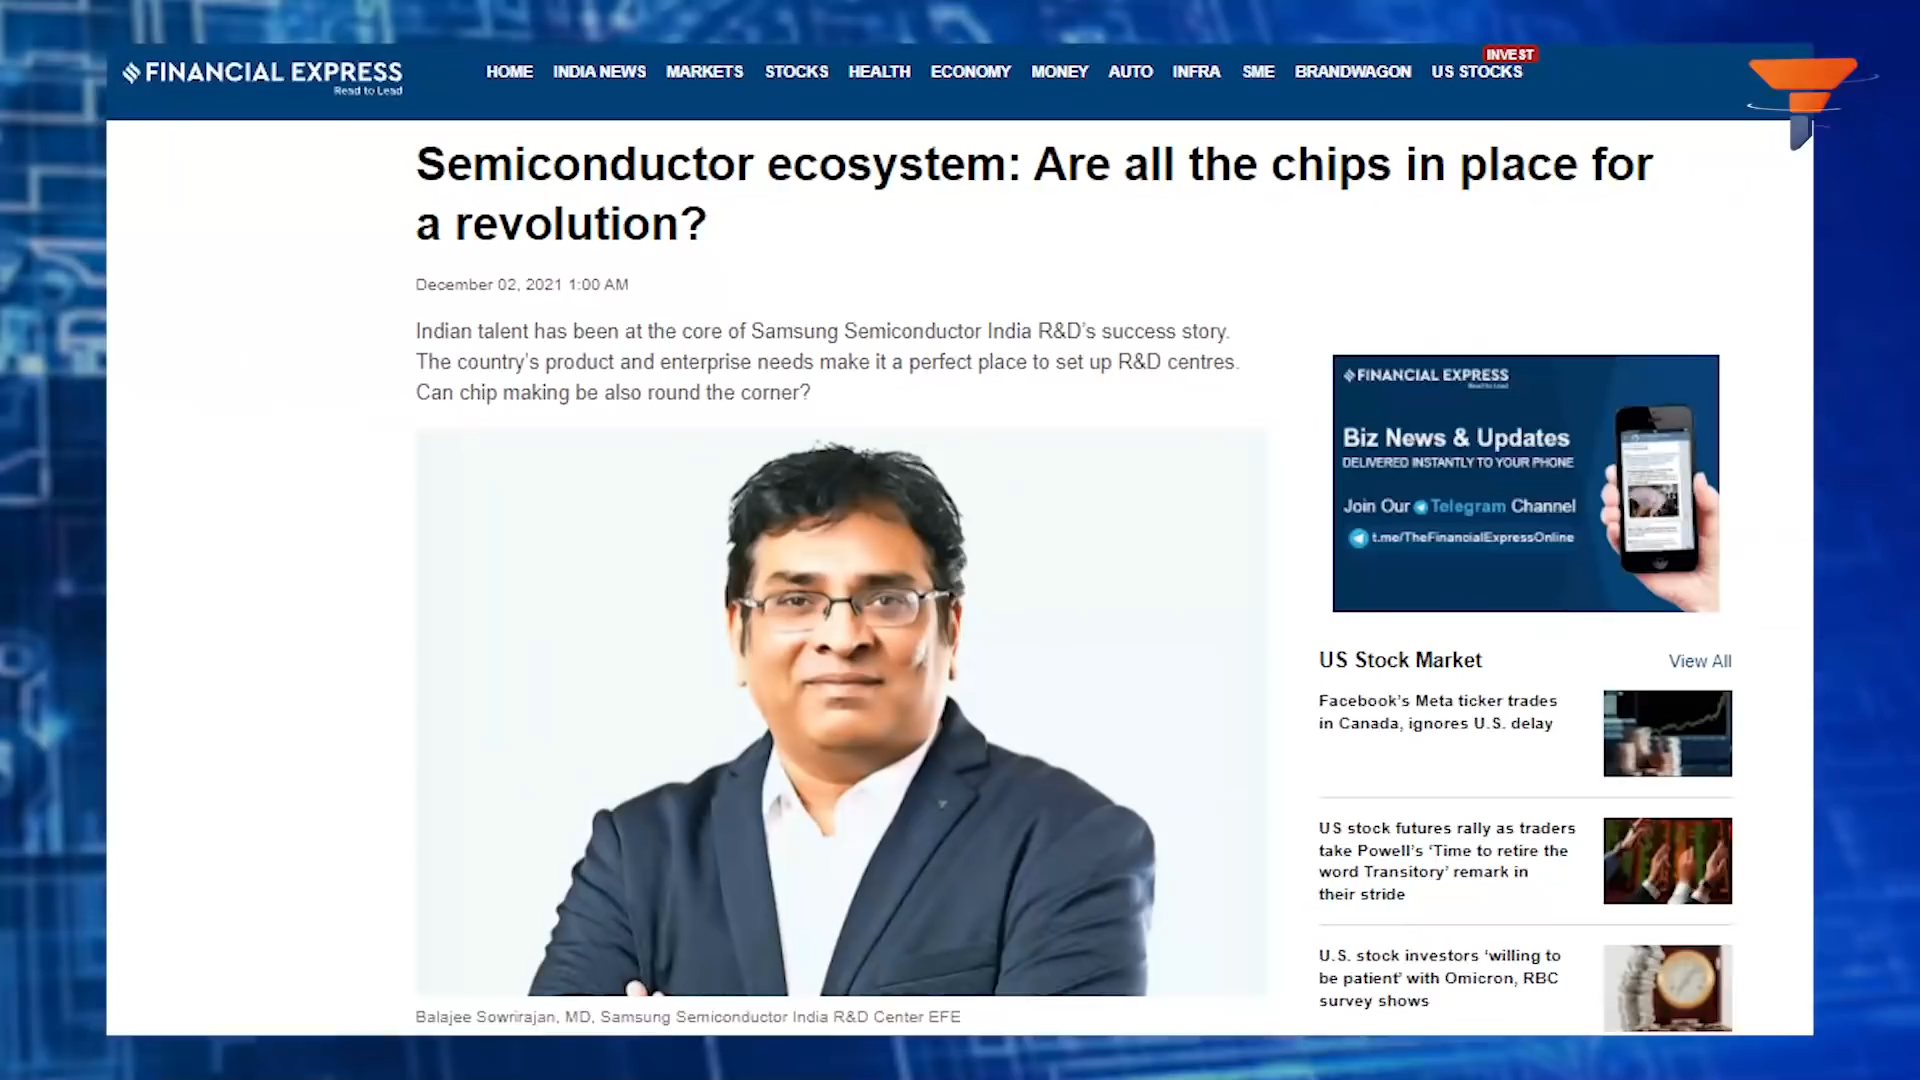 FINANCIAL EXPRESS
Read to Lead
HOME INDIA NEWS MARKETS STOCKS HEALTH ECONOMY MONEY AUTO INFRA SME BRANDWAGON US STOCKS
INVEST
Semiconductor ecosystem: Are all the chips in place for
a revolution?
December 02, 2021 1:00 AM
Indian talent has been at the core of Samsung Semiconductor India R&D’s success story.
The country’s product and enterprise needs make it a perfect place to set up R&D centres.
Can chip making be also round the corner?
Balajee Sowrirajan, MD, Samsung Semiconductor India R&D Center EFE
FINANCIAL EXPRESS
Read to Lead
Biz News & Updates
DELIVERED INSTANTLY TO YOUR PHONE
Join Our Telegram Channel
t.me/TheFinancialExpressOnline
US Stock Market
View All
Facebook’s Meta ticker trades
in Canada, ignores U.S. delay
US stock futures rally as traders
take Powell’s ‘Time to retire the
word Transitory’ remark in
their stride
U.S. stock investors ‘willing to
be patient’ with Omicron, RBC
survey shows